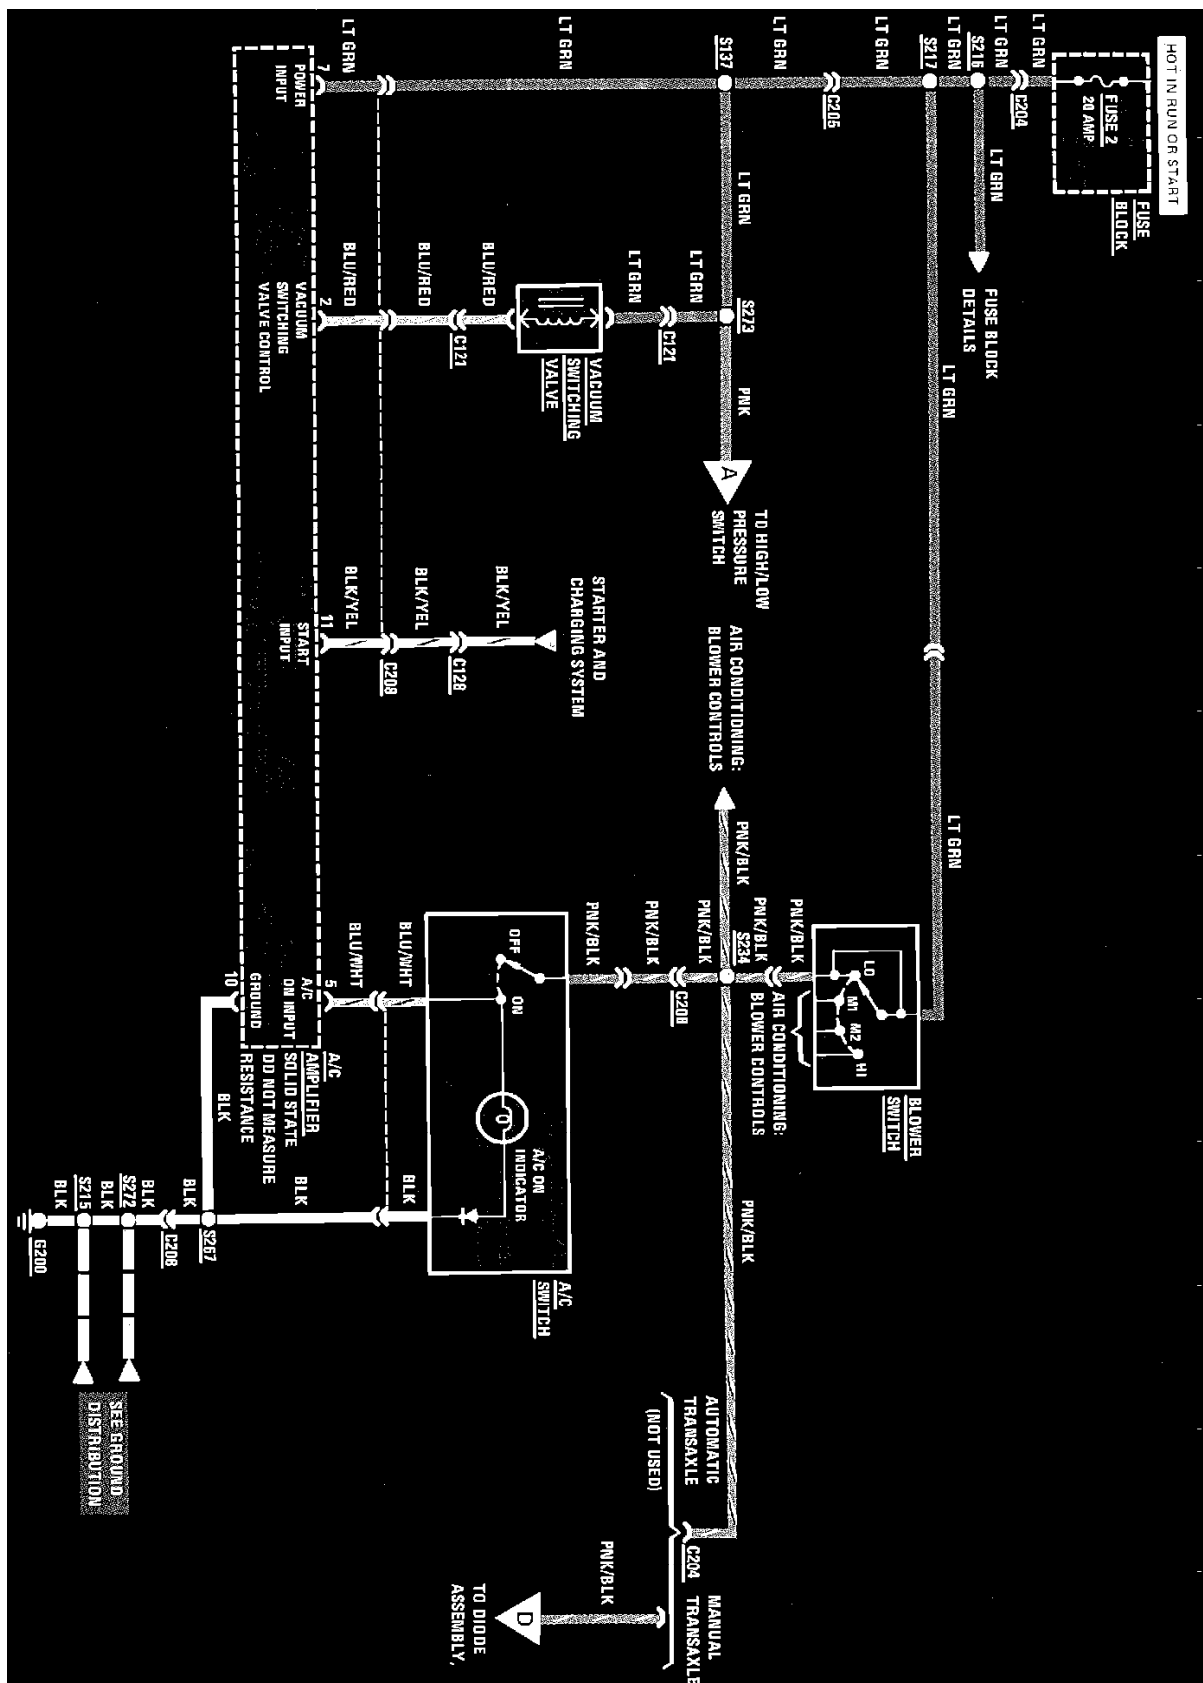 HOT IN RUN OR START
FUSE
BLOCK
FUSE 2
20 AMP
LT GRN
C204
LT GRN
S216
LT GRN
LT GRN
FUSE BLOCK
DETAILS
S217
LT GRN
LT GRN
LT GRN
C205
LT GRN
S137
LT GRN
S273
PNK
A
TO HIGH/LOW
PRESSURE
SWITCH
LT GRN
C121
LT GRN
VACUUM
SWITCHING
VALVE
BLU/RED
C121
BLU/RED
BLU/RED
2
VACUUM
SWITCHING
VALVE CONTROL
LT GRN
LT GRN
7
POWER
INPUT
STARTER AND
CHARGING SYSTEM
BLK/YEL
C128
BLK/YEL
C208
BLK/YEL
11
START
INPUT
BLOWER
SWITCH
LO
M1
M2
HI
AIR CONDITIONING:
BLOWER CONTROLS
PNK/BLK
PNK/BLK
S234
PNK/BLK
AIR CONDITIONING:
BLOWER CONTROLS
PNK/BLK
C208
PNK/BLK
PNK/BLK
OFF
ON
A/C ON
INDICATOR
A/C
SWITCH
BLU/WHT
BLU/WHT
5
A/C
ON INPUT
GROUND
10
A/C
AMPLIFIER
SOLID STATE
DO NOT MEASURE
RESISTANCE
BLK
BLK
BLK
S267
BLK
C208
BLK
S272
BLK
S215
BLK
G200
SEE GROUND
DISTRIBUTION
PNK/BLK
AUTOMATIC
TRANSAXLE
(NOT USED)
C204
MANUAL
TRANSAXLE
PNK/BLK
D
TO DIODE
ASSEMBLY,